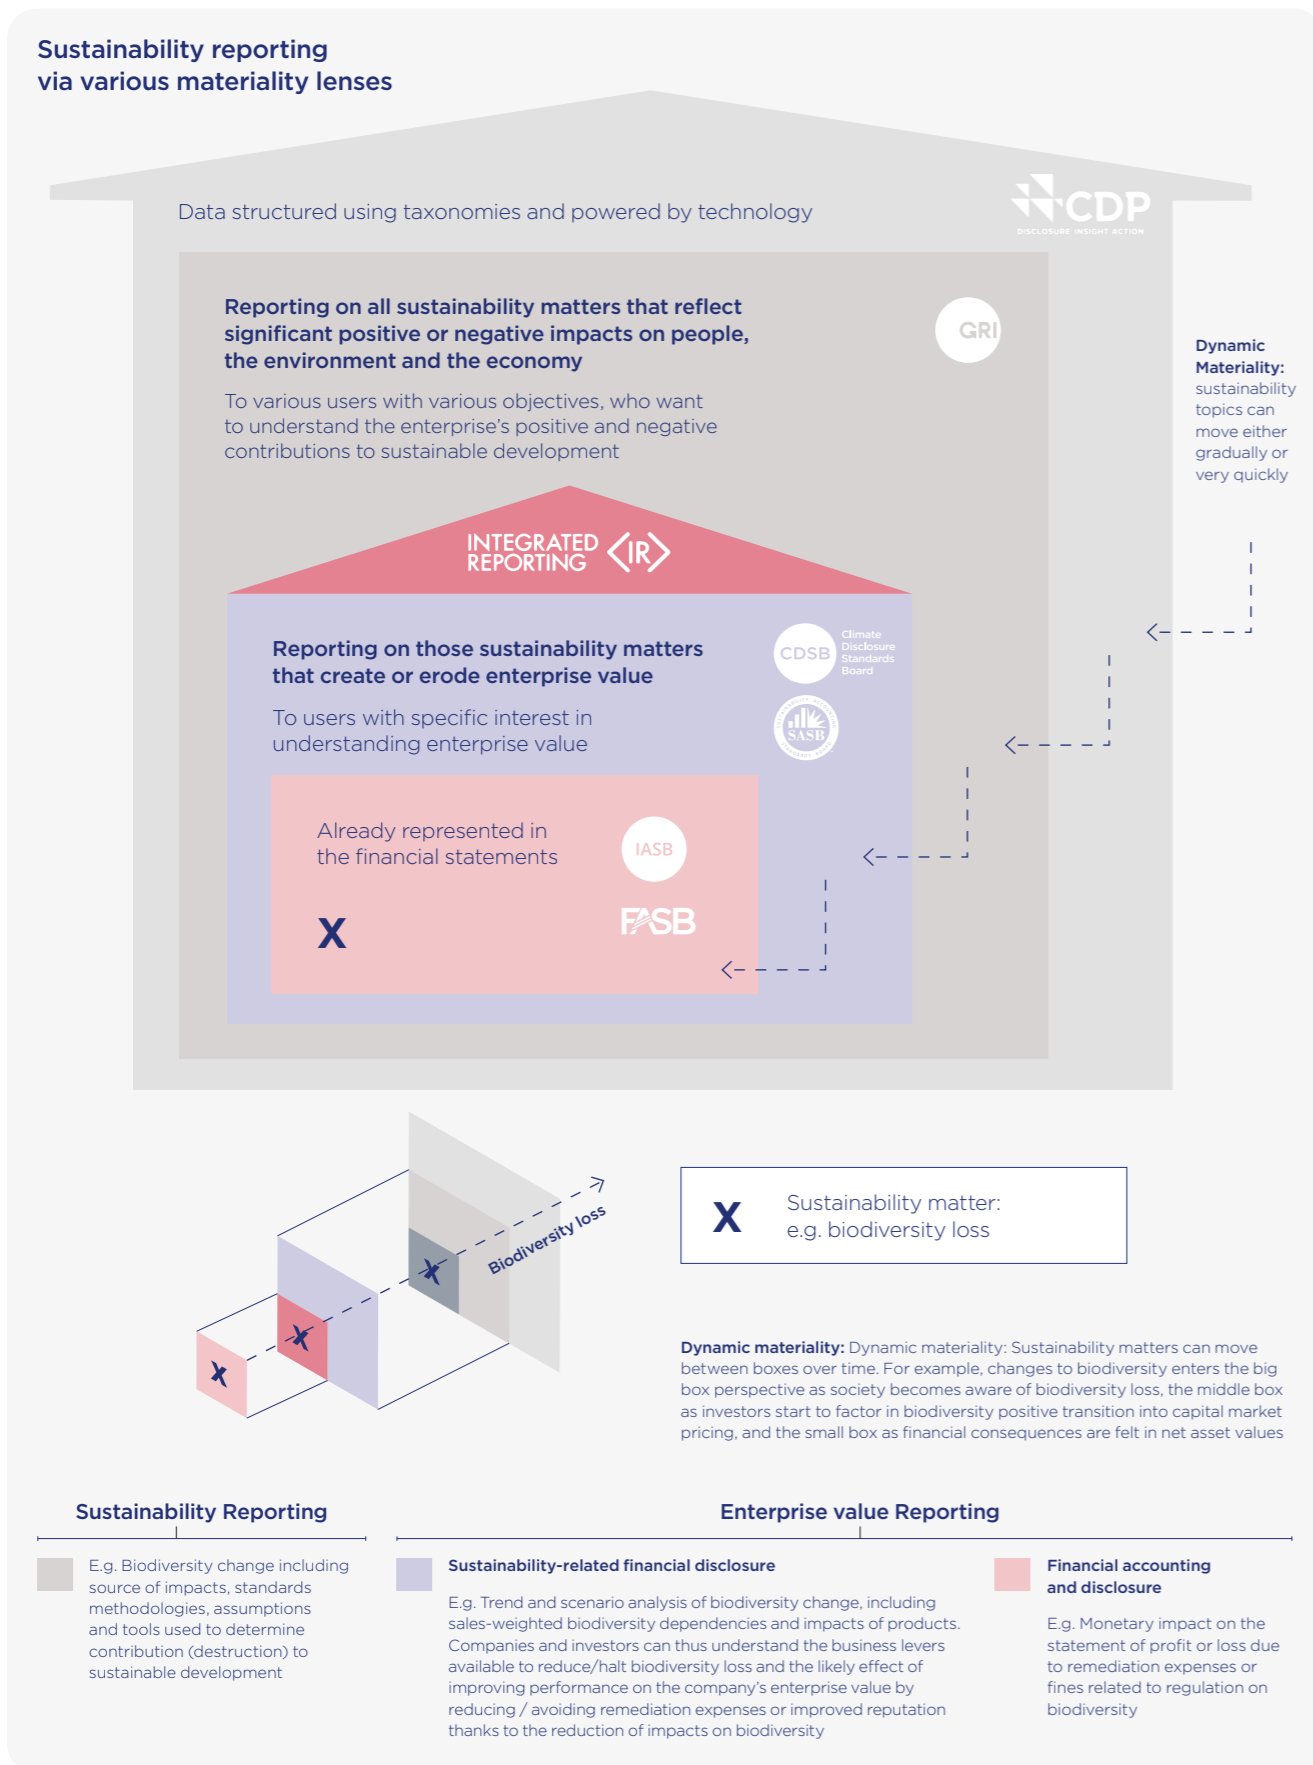 Sustainability reporting
via various materiality lenses
Data structured using taxonomies and powered by technology
CDP
DISCLOSURE INSIGHT ACTION
Reporting on all sustainability matters that reflect
significant positive or negative impacts on people,
the environment and the economy
GRI
To various users with various objectives, who want
to understand the enterprise's positive and negative
contributions to sustainable development
Dynamic
Materiality:
sustainability
topics can
move either
gradually or
very quickly
INTEGRATED
REPORTING
<IR>
Reporting on those sustainability matters
that create or erode enterprise value
CDSB
Climate
Disclosure
Standards
Board
To users with specific interest in
understanding enterprise value
SUSTAINABILITY ACCOUNTING
SASB
STANDARDS BOARD
Already represented in
the financial statements
IASB
X
FASB
X
X
X
Biodiversity loss
X
Sustainability matter:
e.g. biodiversity loss
Dynamic materiality: Dynamic materiality: Sustainability matters can move
between boxes over time. For example, changes to biodiversity enters the big
box perspective as society becomes aware of biodiversity loss, the middle box
as investors start to factor in biodiversity positive transition into capital market
pricing, and the small box as financial consequences are felt in net asset values
Sustainability Reporting
E.g. Biodiversity change including
source of impacts, standards
methodologies, assumptions
and tools used to determine
contribution (destruction) to
sustainable development
Enterprise value Reporting
Sustainability-related financial disclosure
E.g. Trend and scenario analysis of biodiversity change, including
sales-weighted biodiversity dependencies and impacts of products.
Companies and investors can thus understand the business levers
available to reduce/halt biodiversity loss and the likely effect of
improving performance on the company's enterprise value by
reducing / avoiding remediation expenses or improved reputation
thanks to the reduction of impacts on biodiversity
Financial accounting
and disclosure
E.g. Monetary impact on the
statement of profit or loss due
to remediation expenses or
fines related to regulation on
biodiversity